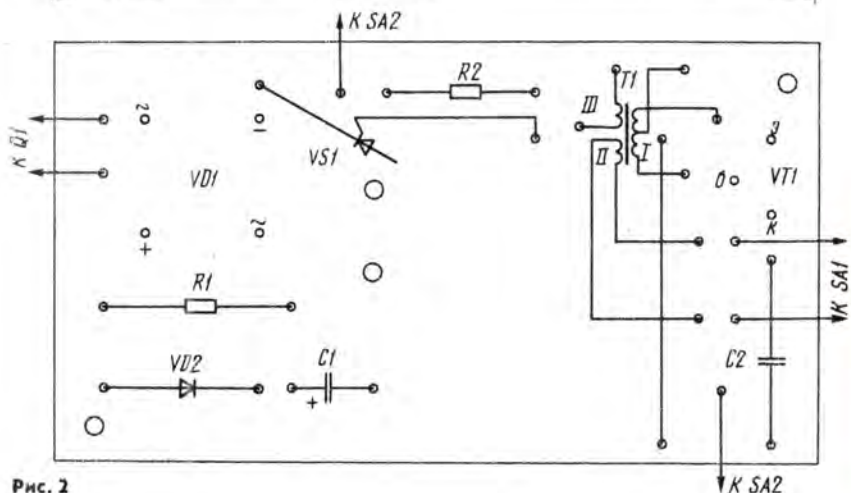 К SA2
R2
T1
III
II
I
Э
б
VT1
К
К Q1
~
+
~
VD1
VS1
К SA1
R1
VD2
C1
+
C2
К SA2
Рис. 2